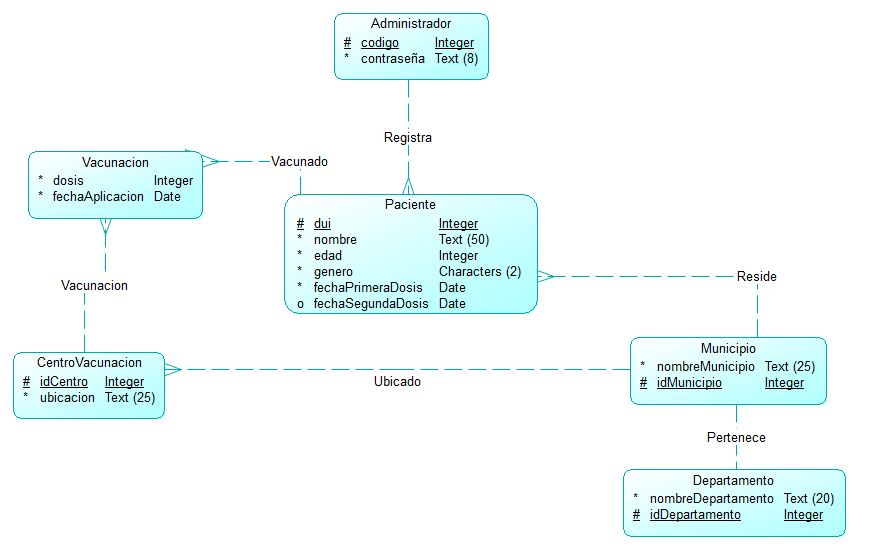 Administrador
# codigo Integer
* contraseña Text (8)
Registra
Vacunado
Vacunacion
* dosis Integer
* fechaAplicacion Date
Paciente
# dui Integer
* nombre Text (50)
* edad Integer
* genero Characters (2)
* fechaPrimeraDosis Date
o fechaSegundaDosis Date
Vacunacion
Reside
CentroVacunacion
# idCentro Integer
* ubicacion Text (25)
Ubicado
Municipio
* nombreMunicipio Text (25)
# idMunicipio Integer
Pertenece
Departamento
* nombreDepartamento Text (20)
# idDepartamento Integer